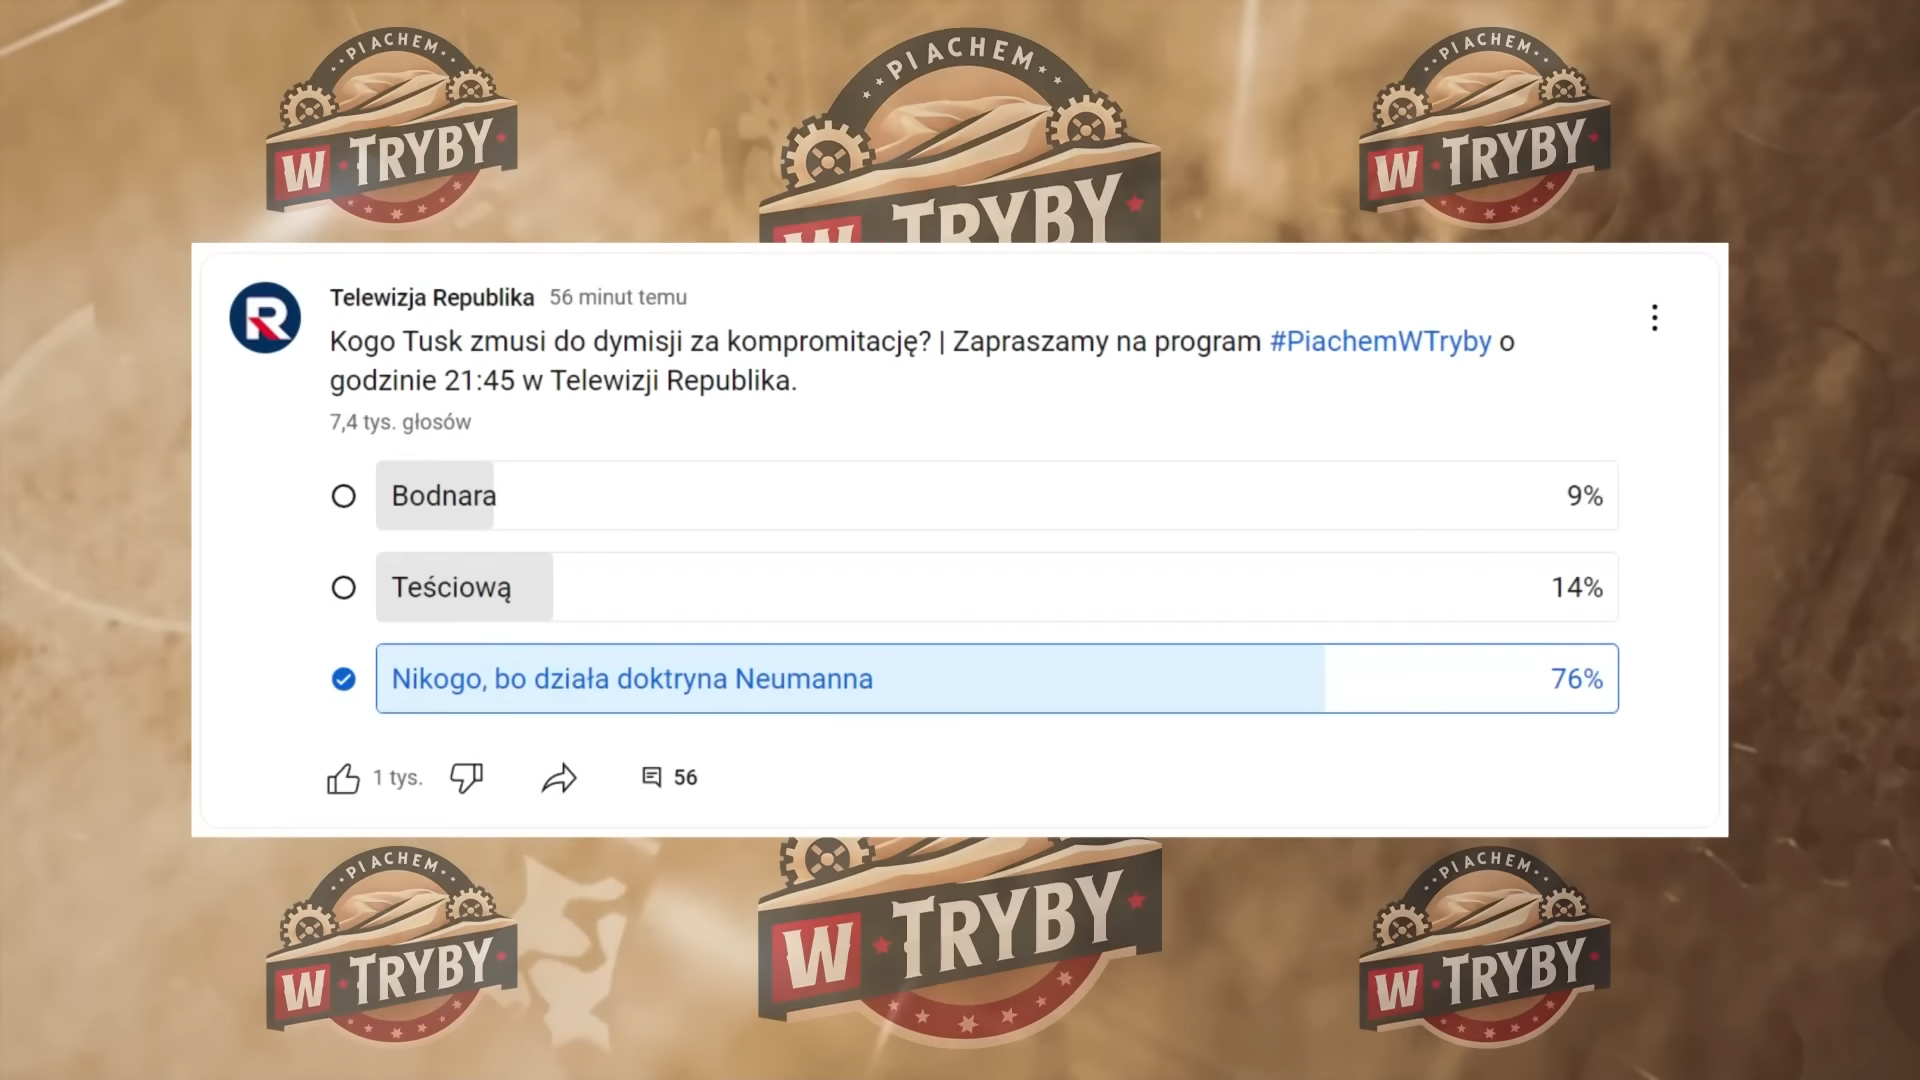 PIACHEM
W TRYBY
PIACHEM
W TRYBY
PIACHEM
W TRYBY
Telewizja Republika 56 minut temu
Kogo Tusk zmusi do dymisji za kompromitację? | Zapraszamy na program #PiachemWTryby o
godzinie 21:45 w Telewizji Republika.
7,4 tys. głosów
Bodnara 9%
Teściową 14%
Nikogo, bo działa doktryna Neumanna 76%
1 tys. 56
PIACHEM
W TRYBY
W TRYBY
PIACHEM
W TRYBY